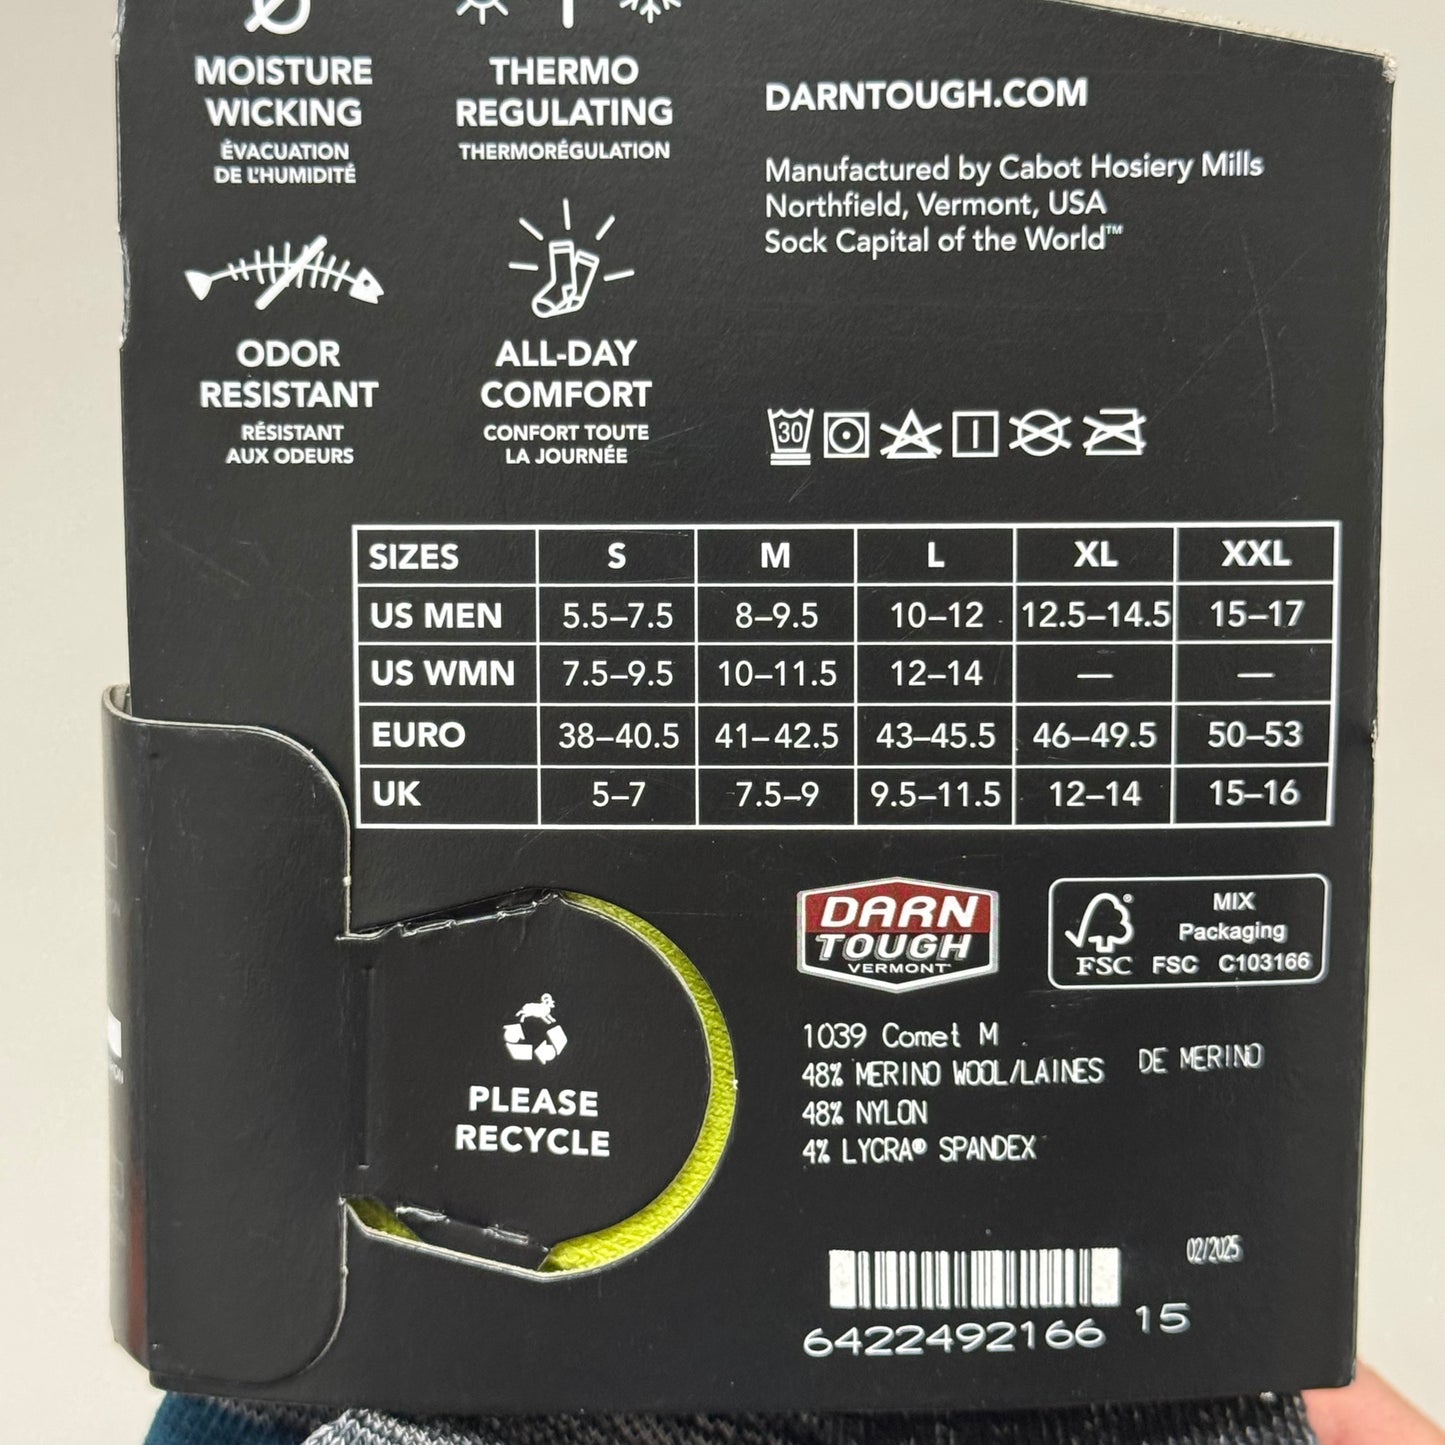 MOISTURE
WICKING
ÉVACUATION
DE L'HUMIDITÉ
THERMO
REGULATING
THERMORÉGULATION
ODOR
RESISTANT
RÉSISTANT
AUX ODEURS
ALL-DAY
COMFORT
CONFORT TOUTE
LA JOURNÉE
DARNTOUGH.COM
Manufactured by Cabot Hosiery Mills
Northfield, Vermont, USA
Sock Capital of the World™
30
SIZES S M L XL XXL
US MEN 5.5–7.5 8–9.5 10–12 12.5–14.5 15–17
US WMN 7.5–9.5 10–11.5 12–14 — —
EURO 38–40.5 41–42.5 43–45.5 46–49.5 50–53
UK 5–7 7.5–9 9.5–11.5 12–14 15–16
PLEASE
RECYCLE
DARN
TOUGH
VERMONT
MIX
Packaging
FSC FSC C103166
1039 Comet M
48% MERINO WOOL/LAINES DE MERINO
48% NYLON
4% LYCRA® SPANDEX
02/2025
6422492166 15